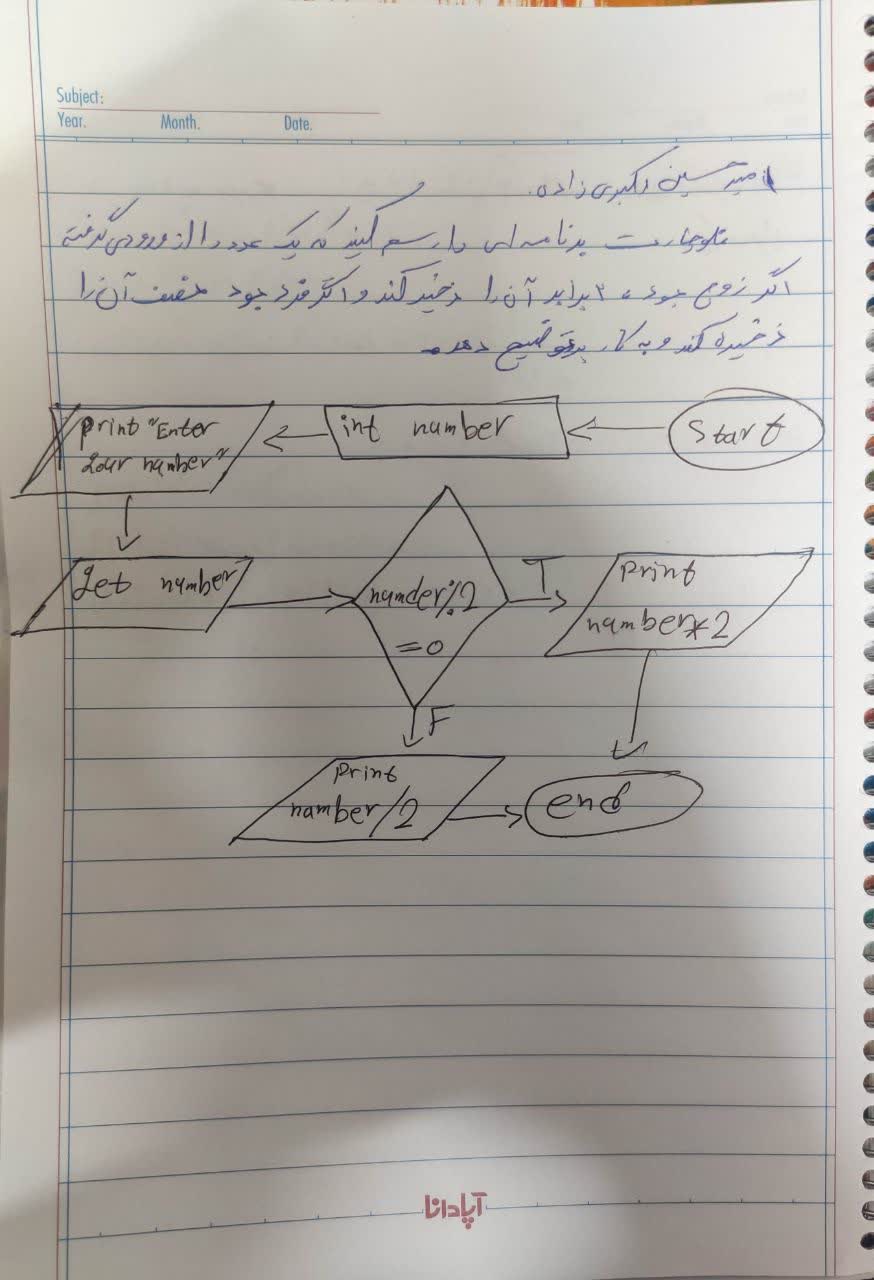 Subject:
Year. Month. Date.
امیرحسین اکبری زاده.
فلوچارت برنامه ای را رسم کنید که یک عدد را از ورودی گرفته
اگر زوج بود، ۲ برابر آن را ذخیره کند و اگر فرد بود نصف آن را
ذخیره کند و به کاربر توضیح دهد.
Start
int number
print "Enter
your number"
get number
number%2
==0
T
print
number*2
F
print
number/2
end
آپادانا